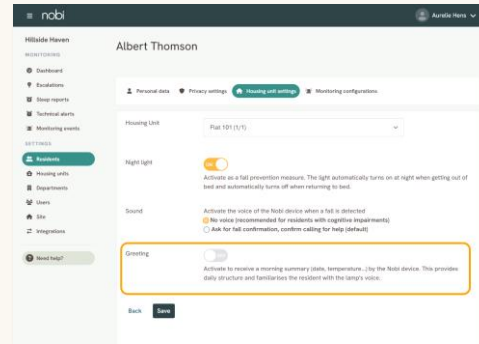 nobi
Aurelie Hens
Hillside Haven
MONITORING
Dashboard
Escalations
Sleep reports
Technical alerts
Monitoring events
SETTINGS
Residents
Housing units
Departments
Users
Site
Integrations
Need help?
Albert Thomson
Personal data
Privacy settings
Housing unit settings
Monitoring configurations
Housing Unit
Flat 101 (1/1)
Night light
Activate as a fall prevention measure. The light automatically turns on at night when getting out of
bed and automatically turns off when returning to bed.
Sound
Activate the voice of the Nobi device when a fall is detected
No voice (recommended for residents with cognitive impairments)
Ask for fall confirmation, confirm calling for help (default)
Greeting
Activate to receive a morning summary (date, temperature...) by the Nobi device. This provides
daily structure and familiarises the resident with the lamp's voice.
Back
Save